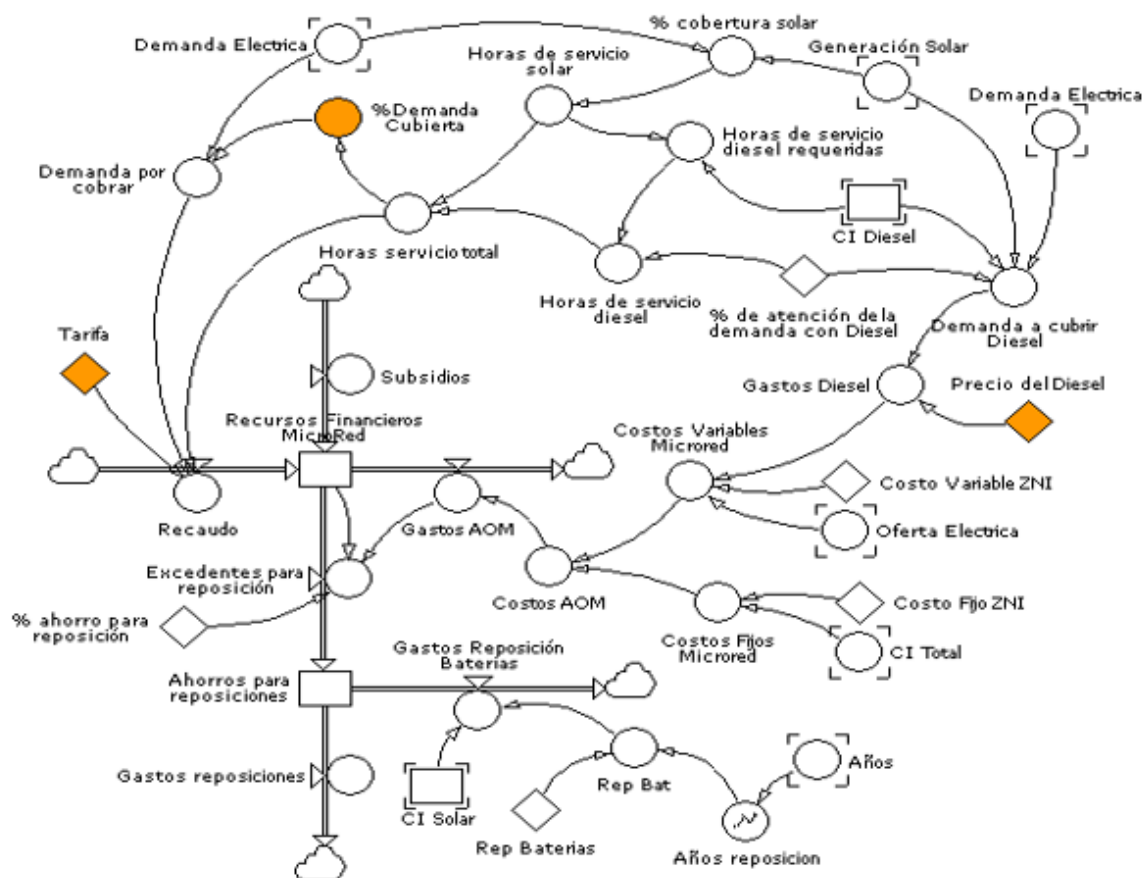 % cobertura solar
Demanda Electrica
Generación Solar
Horas de servicio
solar
Demanda Electrica
%Demanda
Cubierta
Horas de servicio
diesel requeridas
Demanda por
cobrar
CI Diesel
Horas servicio total
Horas de servicio
diesel
% de atención de la
demanda con Diesel
Demanda a cubrir
Diesel
Tarifa
Subsidios
Gastos Diesel
Precio del Diesel
Recursos Financieros
MicroRed
Costos Variables
Microred
Costo Variable ZNI
Recaudo
Gastos AOM
Oferta Electrica
Excedentes para
reposición
Costos AOM
Costo Fijo ZNI
% ahorro para
reposición
Costos Fijos
Microred
CI Total
Gastos Reposición
Baterías
Ahorros para
reposiciones
Gastos reposiciones
Años
Rep Bat
CI Solar
Rep Baterias
Años reposicion